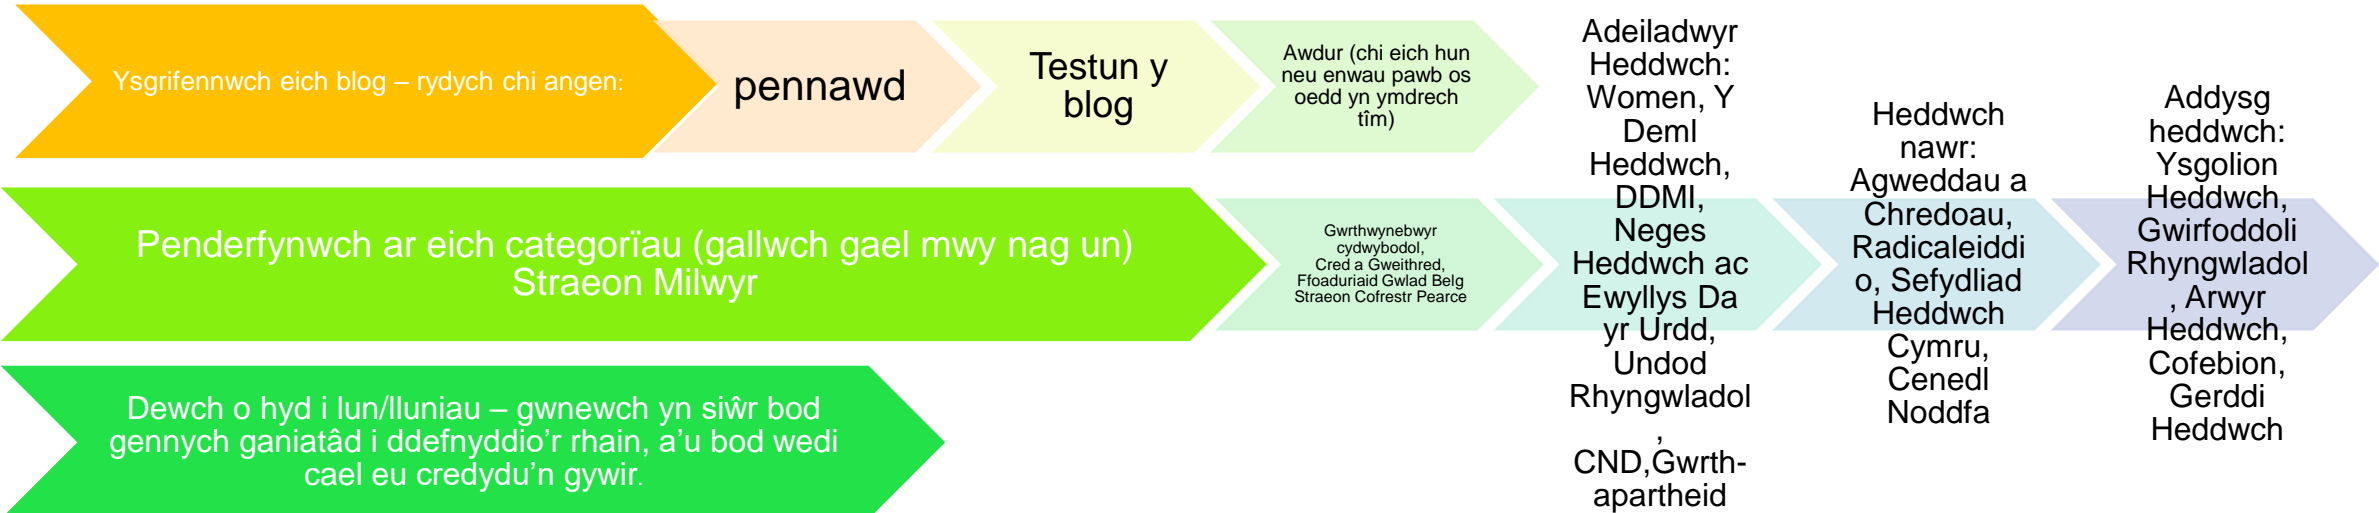 Ysgrifennwch eich blog – rydych chi angen:
pennawd
Testun y
blog
Awdur (chi eich hun
neu enwau pawb os
oedd yn ymdrech
tîm)
Penderfynwch ar eich categorïau (gallwch gael mwy nag un)
Straeon Milwyr
Gwrthwynebwyr
cydwybodol,
Cred a Gweithred,
Ffoaduriaid Gwlad Belg
Straeon Cofrestr Pearce
Adeiladwyr
Heddwch:
Women, Y
Deml
Heddwch,
DDMI,
Neges
Heddwch ac
Ewyllys Da
yr Urdd,
Undod
Rhyngwladol
,
CND,Gwrth-
apartheid
Heddwch
nawr:
Agweddau a
Chredoau,
Radicaleiddi
o, Sefydliad
Heddwch
Cymru,
Cenedl
Noddfa
Addysg
heddwch:
Ysgolion
Heddwch,
Gwirfoddoli
Rhyngwladol
, Arwyr
Heddwch,
Cofebion,
Gerddi
Heddwch
Dewch o hyd i lun/lluniau – gwnewch yn siŵr bod
gennych ganiatâd i ddefnyddio’r rhain, a’u bod wedi
cael eu credydu’n gywir.